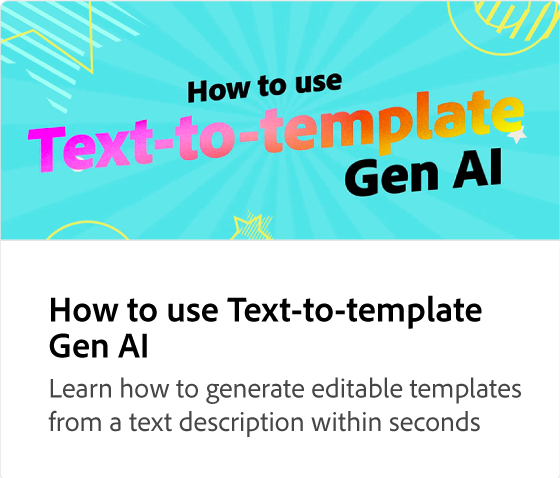 How to use
Text-to-template
Gen AI
How to use Text-to-template
Gen AI
Learn how to generate editable templates
from a text description within seconds